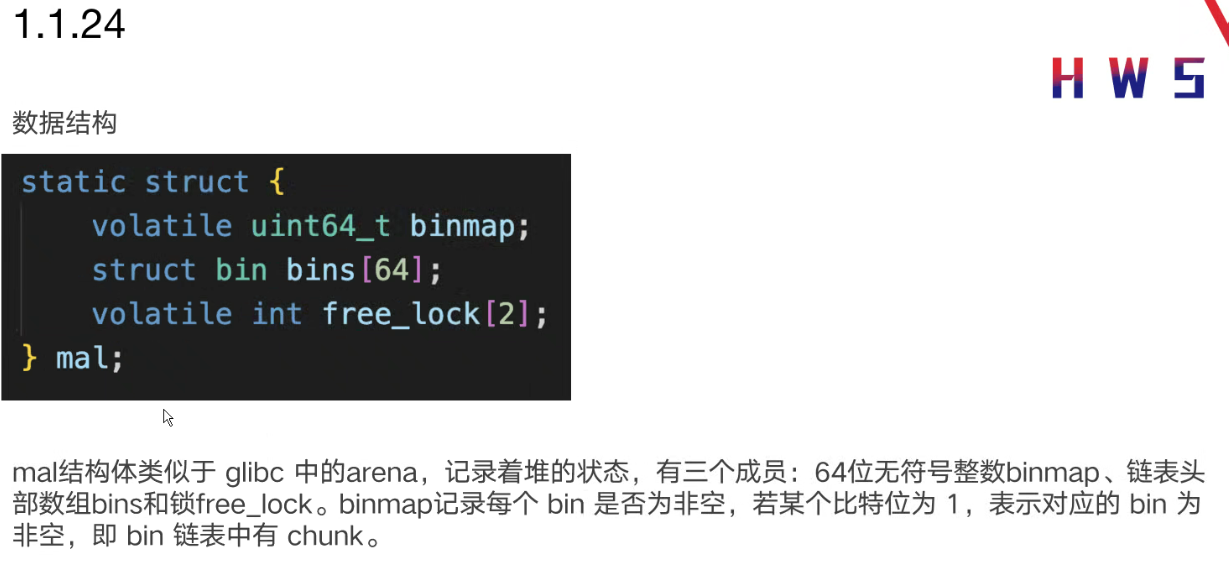 1.1.24
H W S
数据结构
static struct {
    volatile uint64_t binmap;
    struct bin bins[64];
    volatile int free_lock[2];
} mal;
mal结构体类似于 glibc 中的arena，记录着堆的状态，有三个成员：64位无符号整数binmap、链表头
部数组bins和锁free_lock。binmap记录每个 bin 是否为非空，若某个比特位为 1，表示对应的 bin 为
非空，即 bin 链表中有 chunk。